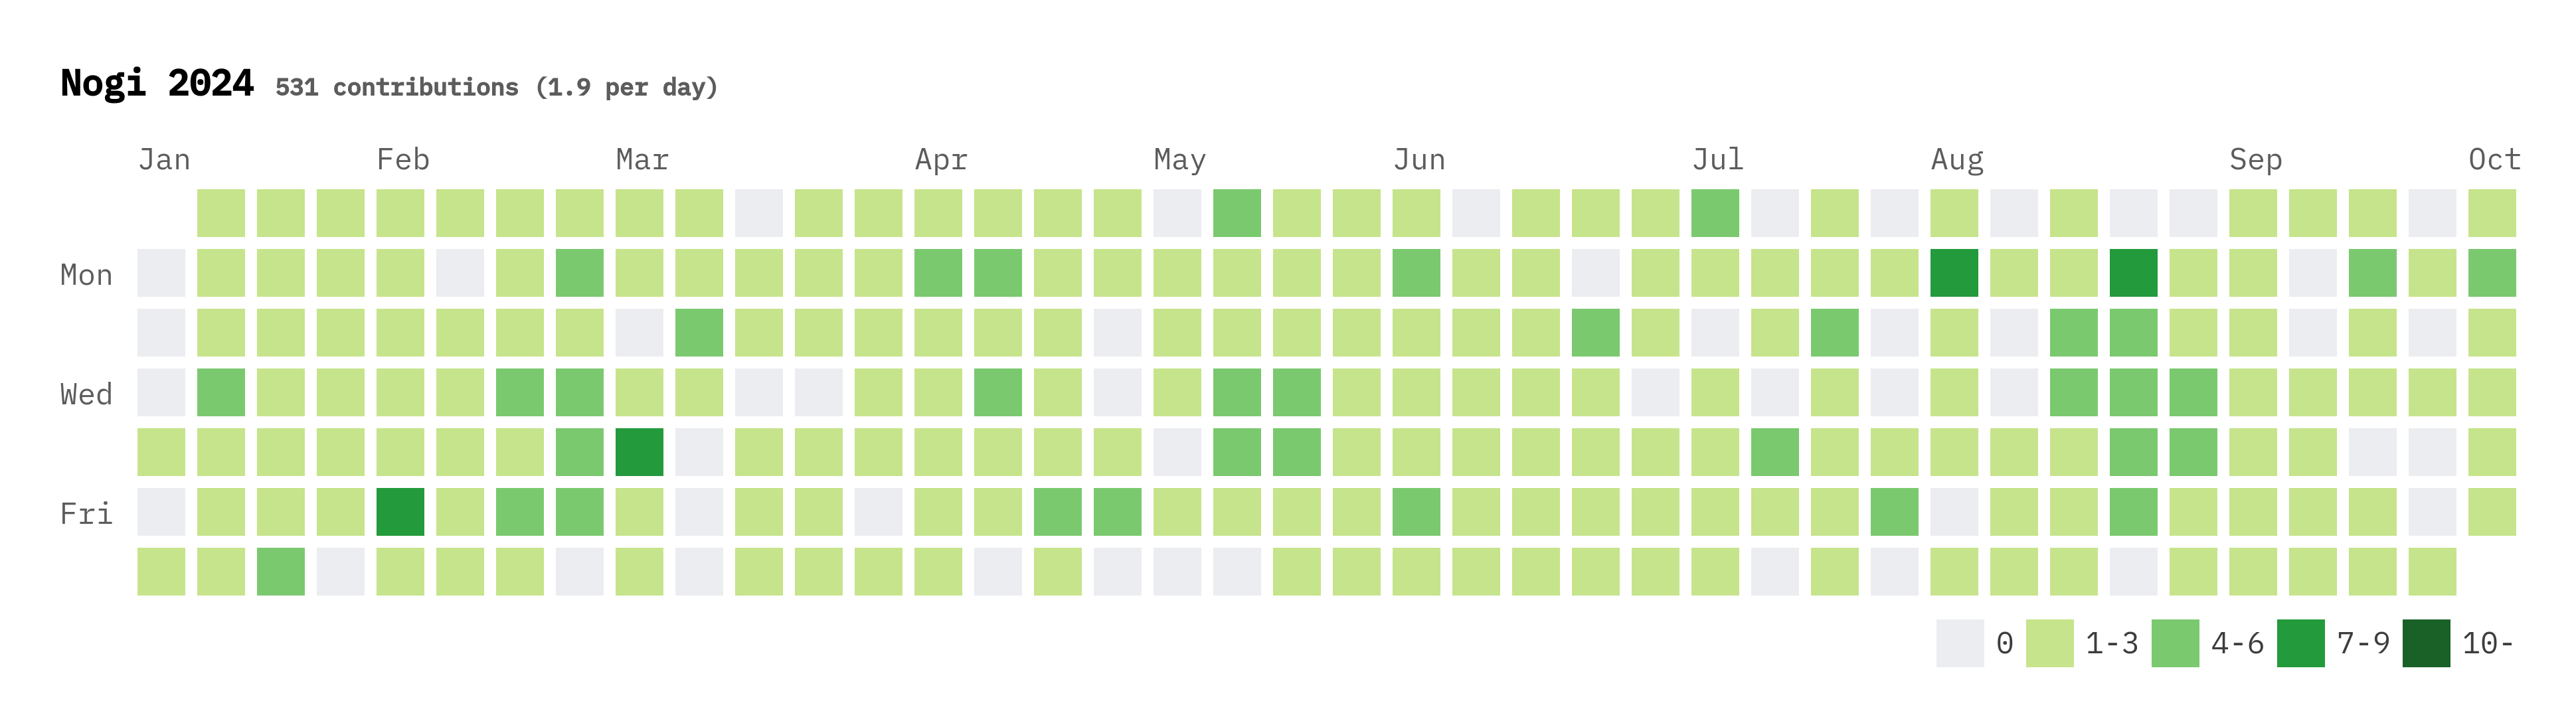 Nogi 2024 531 contributions (1.9 per day)
Jan Feb Mar Apr May Jun Jul Aug Sep Oct
Mon
Wed
Fri
0 1-3 4-6 7-9 10-